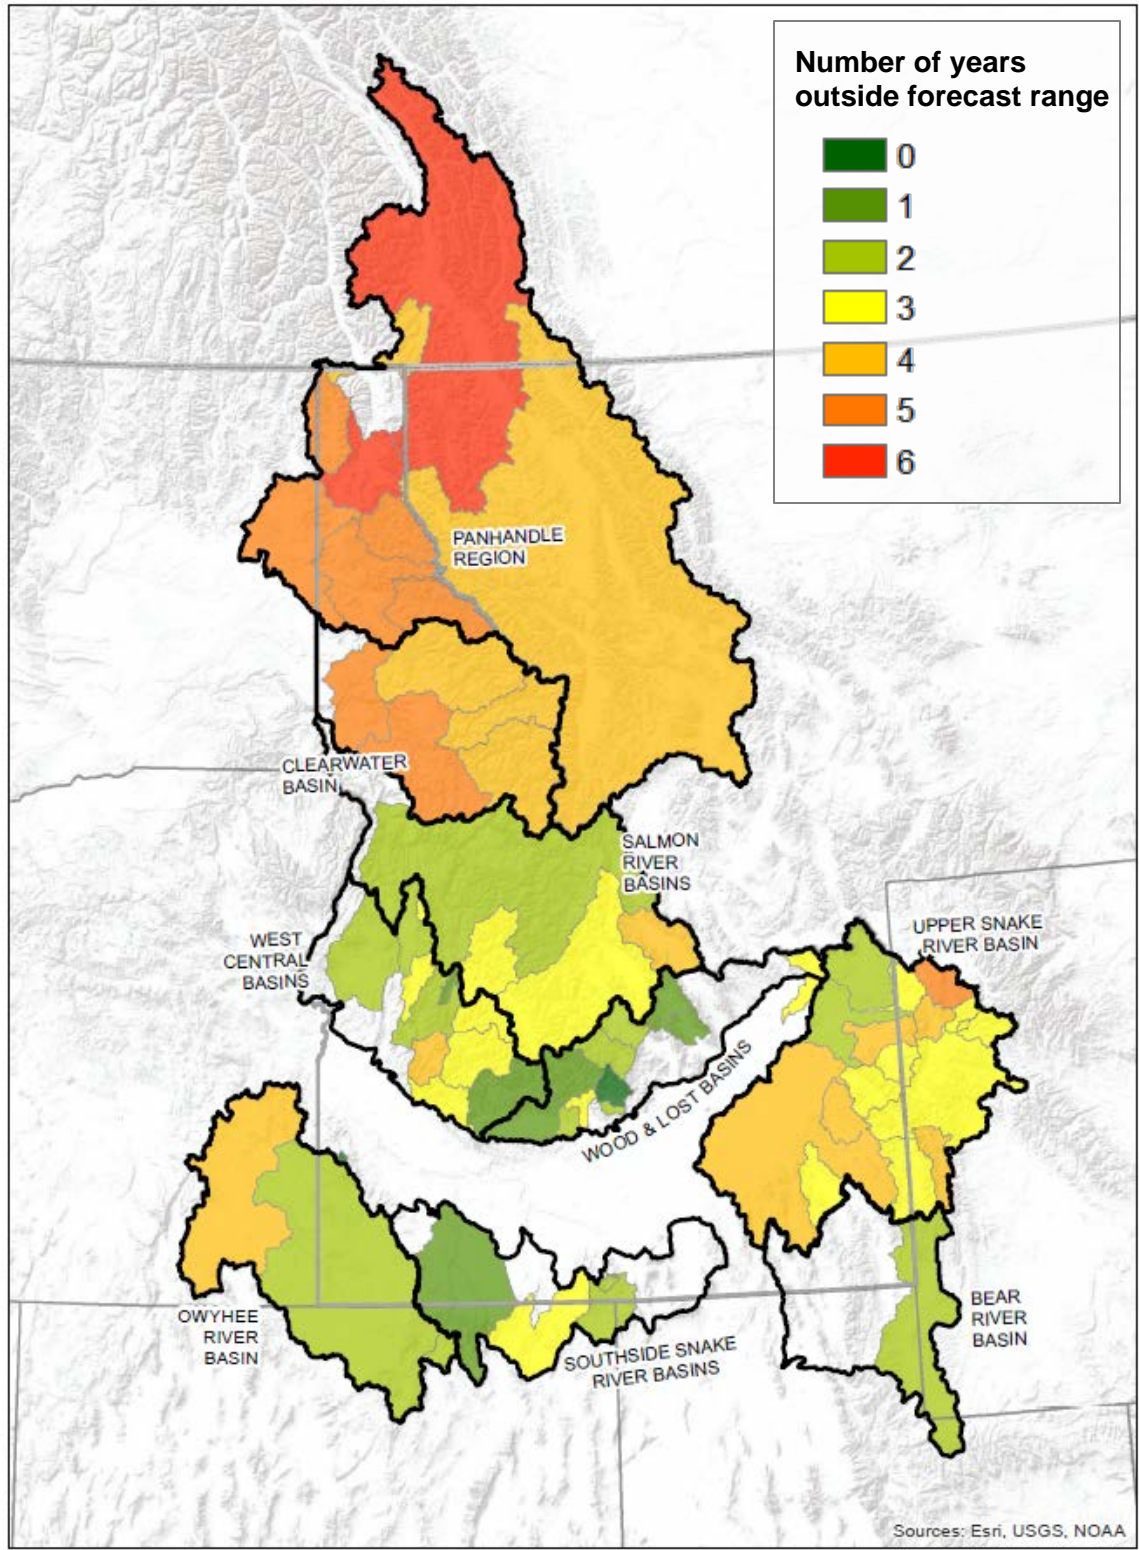 Number of years
outside forecast range
0
1
2
3
4
5
6
PANHANDLE
REGION
CLEARWATER
BASIN
SALMON
RIVER
BASINS
WEST
CENTRAL
BASINS
UPPER SNAKE
RIVER BASIN
WOOD & LOST BASINS
OWYHEE
RIVER
BASIN
SOUTHSIDE SNAKE
RIVER BASINS
BEAR
RIVER
BASIN
Sources: Esri, USGS, NOAA